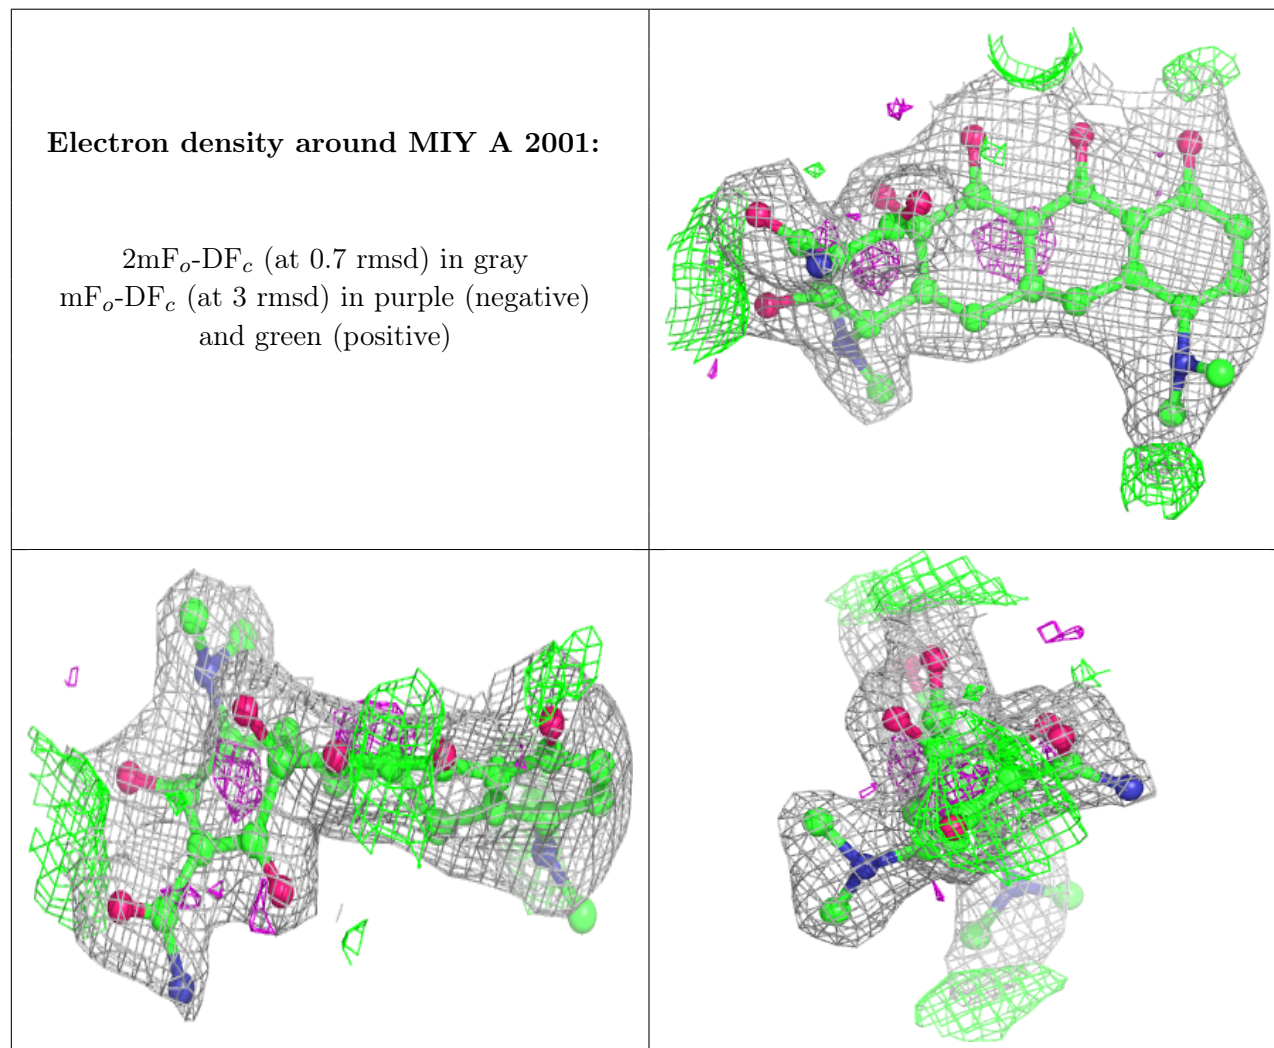 Electron density around MIY A 2001:
2mFo-DFc (at 0.7 rmsd) in gray
mFo-DFc (at 3 rmsd) in purple (negative)
and green (positive)